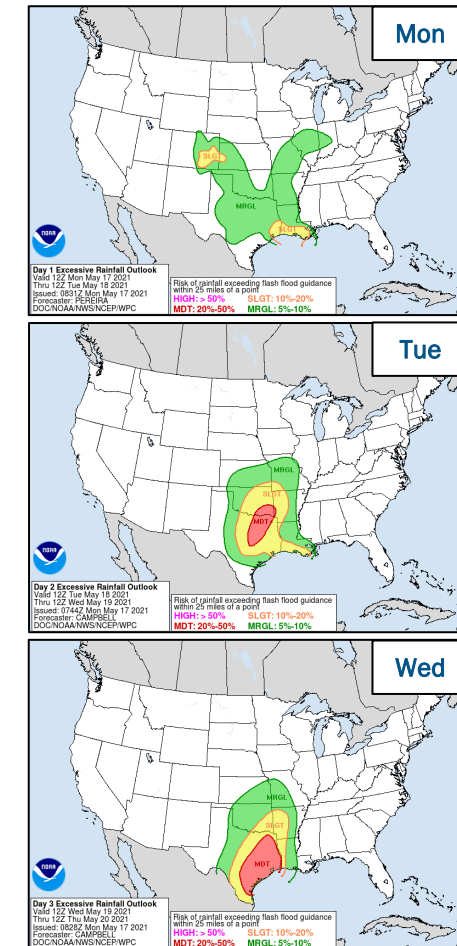 Mon
SLGT
MRGL
SLGT
NOAA
Day 1 Excessive Rainfall Outlook
Valid 12Z Mon May 17 2021
Thru 12Z Tue May 18 2021
Issued: 0831Z Mon May 17 2021
Forecaster: PEREIRA
DOC/NOAA/NWS/NCEP/WPC
Risk of rainfall exceeding flash flood guidance
within 25 miles of a point
HIGH: > 50% SLGT: 10%-20%
MDT: 20%-50% MRGL: 5%-10%
Tue
MRGL
SLGT
MDT
NOAA
Day 2 Excessive Rainfall Outlook
Valid 12Z Tue May 18 2021
Thru 12Z Wed May 19 2021
Issued: 0744Z Mon May 17 2021
Forecaster: CAMPBELL
DOC/NOAA/NWS/NCEP/WPC
Risk of rainfall exceeding flash flood guidance
within 25 miles of a point
HIGH: > 50% SLGT: 10%-20%
MDT: 20%-50% MRGL: 5%-10%
Wed
MRGL
SLGT
MDT
NOAA
Day 3 Excessive Rainfall Outlook
Valid 12Z Wed May 19 2021
Thru 12Z Thu May 20 2021
Issued: 0828Z Mon May 17 2021
Forecaster: CAMPBELL
DOC/NOAA/NWS/NCEP/WPC
Risk of rainfall exceeding flash flood guidance
within 25 miles of a point
HIGH: > 50% SLGT: 10%-20%
MDT: 20%-50% MRGL: 5%-10%